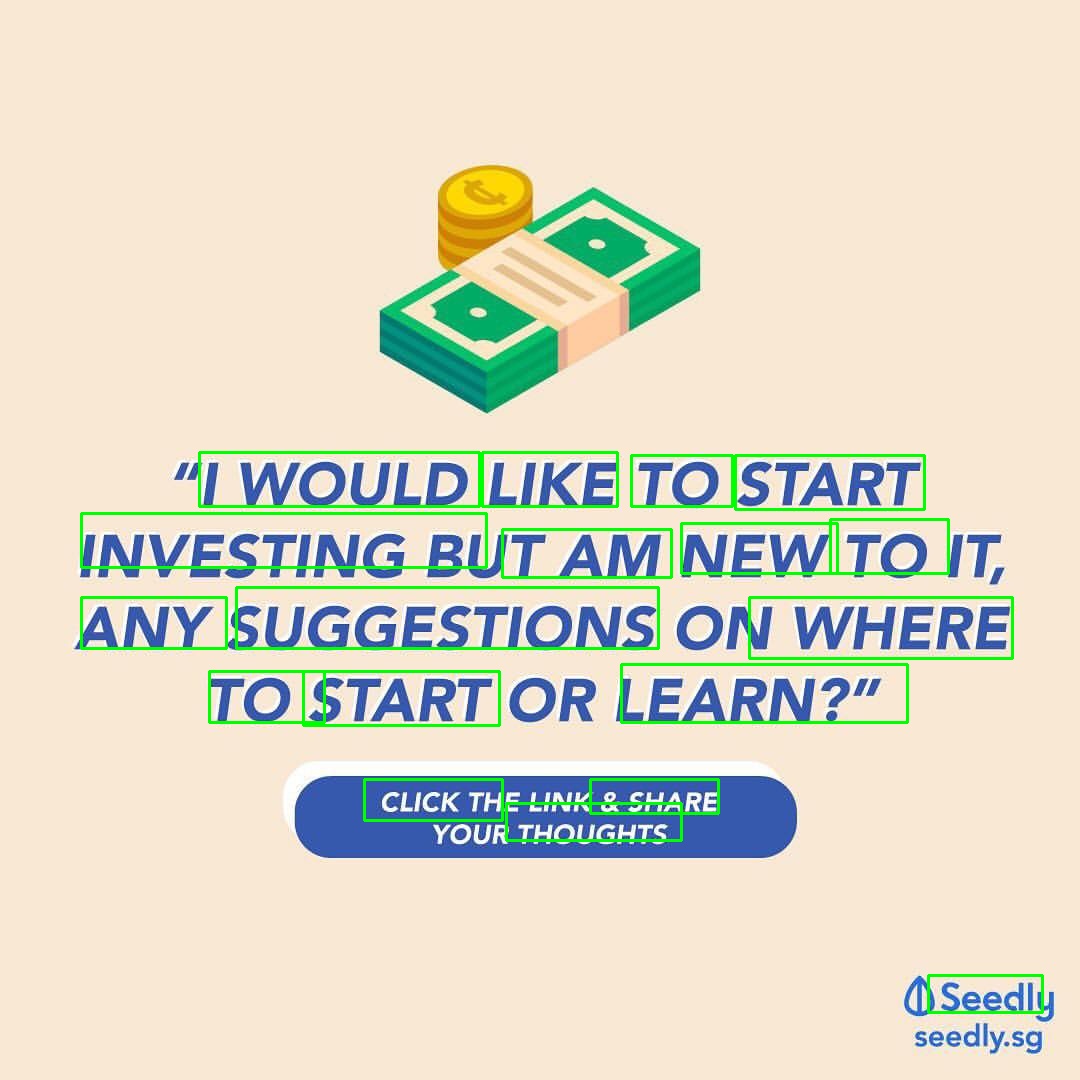 “I WOULD LIKE TO START
INVESTING BUT AM NEW TO IT,
ANY SUGGESTIONS ON WHERE
TO START OR LEARN?”
CLICK THE LINK & SHARE
YOUR THOUGHTS
Seedly
seedly.sg